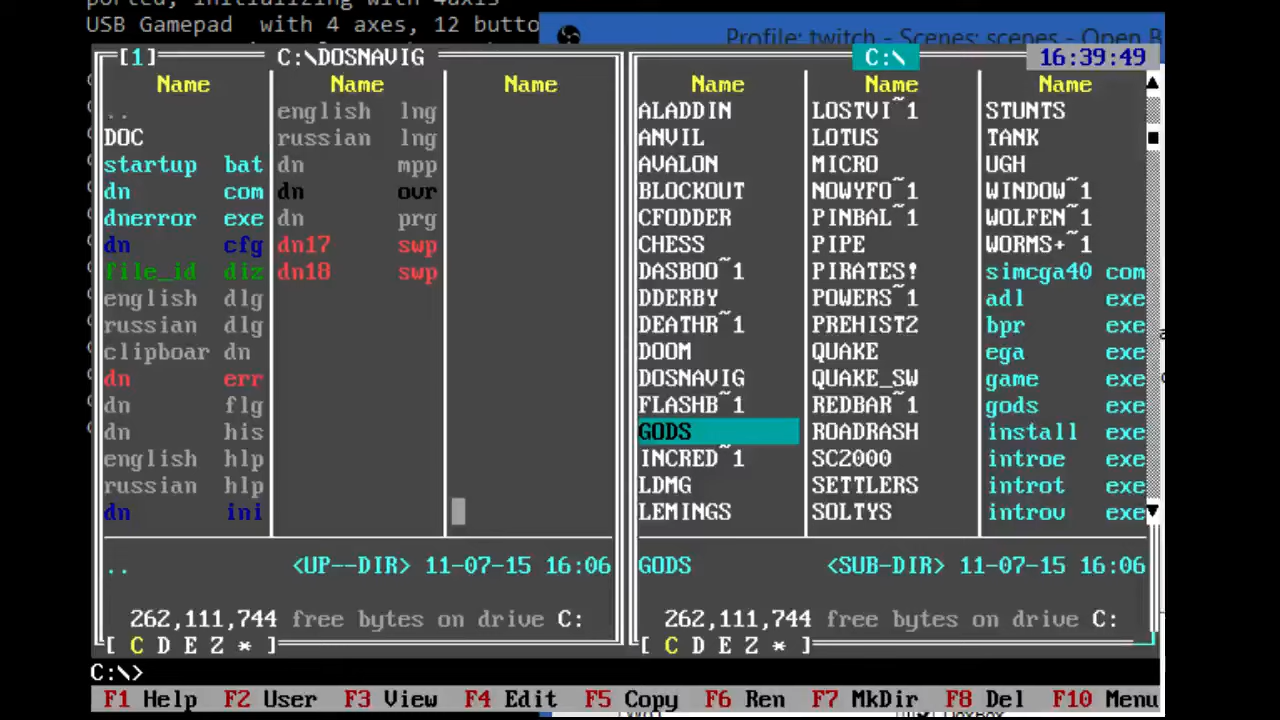 ported, initializing with 4axis
USB Gamepad  with 4 axes, 12 butto
Profile: twitch - Scenes: scenes - Open B
[1] C:\DOSNAVIG
C:\ 16:39:49
Name Name Name Name Name Name
.. english lng ALADDIN LOSTVI~1 STUNTS
DOC russian lng ANVIL LOTUS TANK
startup bat dn mpp AVALON MICRO UGH
dn com dn ovr BLOCKOUT NOWYFO~1 WINDOW~1
dnerror exe dn prg CFODDER PINBAL~1 WOLFEN~1
dn cfg dn17 swp CHESS PIPE WORMS+~1
file_id diz dn18 swp DASBOO~1 PIRATES! simcga40 com
english dlg DDERBY POWERS~1 adl exe
russian dlg DEATHR~1 PREHIST2 bpr exe
clipboar dn DOOM QUAKE ega exe
dn err DOSNAVIG QUAKE_SW game exe
dn flg FLASHB~1 REDBAR~1 gods exe
dn his GODS ROADRASH install exe
english hlp INCRED~1 SC2000 introe exe
russian hlp LDMG SETTLERS introt exe
dn ini LEMINGS SOLTYS introv exe
.. <UP--DIR> 11-07-15 16:06 GODS <SUB-DIR> 11-07-15 16:06
262,111,744 free bytes on drive C: 262,111,744 free bytes on drive C:
[ C D E Z * ] [ C D E Z * ]
C:\>
F1 Help F2 User F3 View F4 Edit F5 Copy F6 Ren F7 MkDir F8 Del F10 Menu